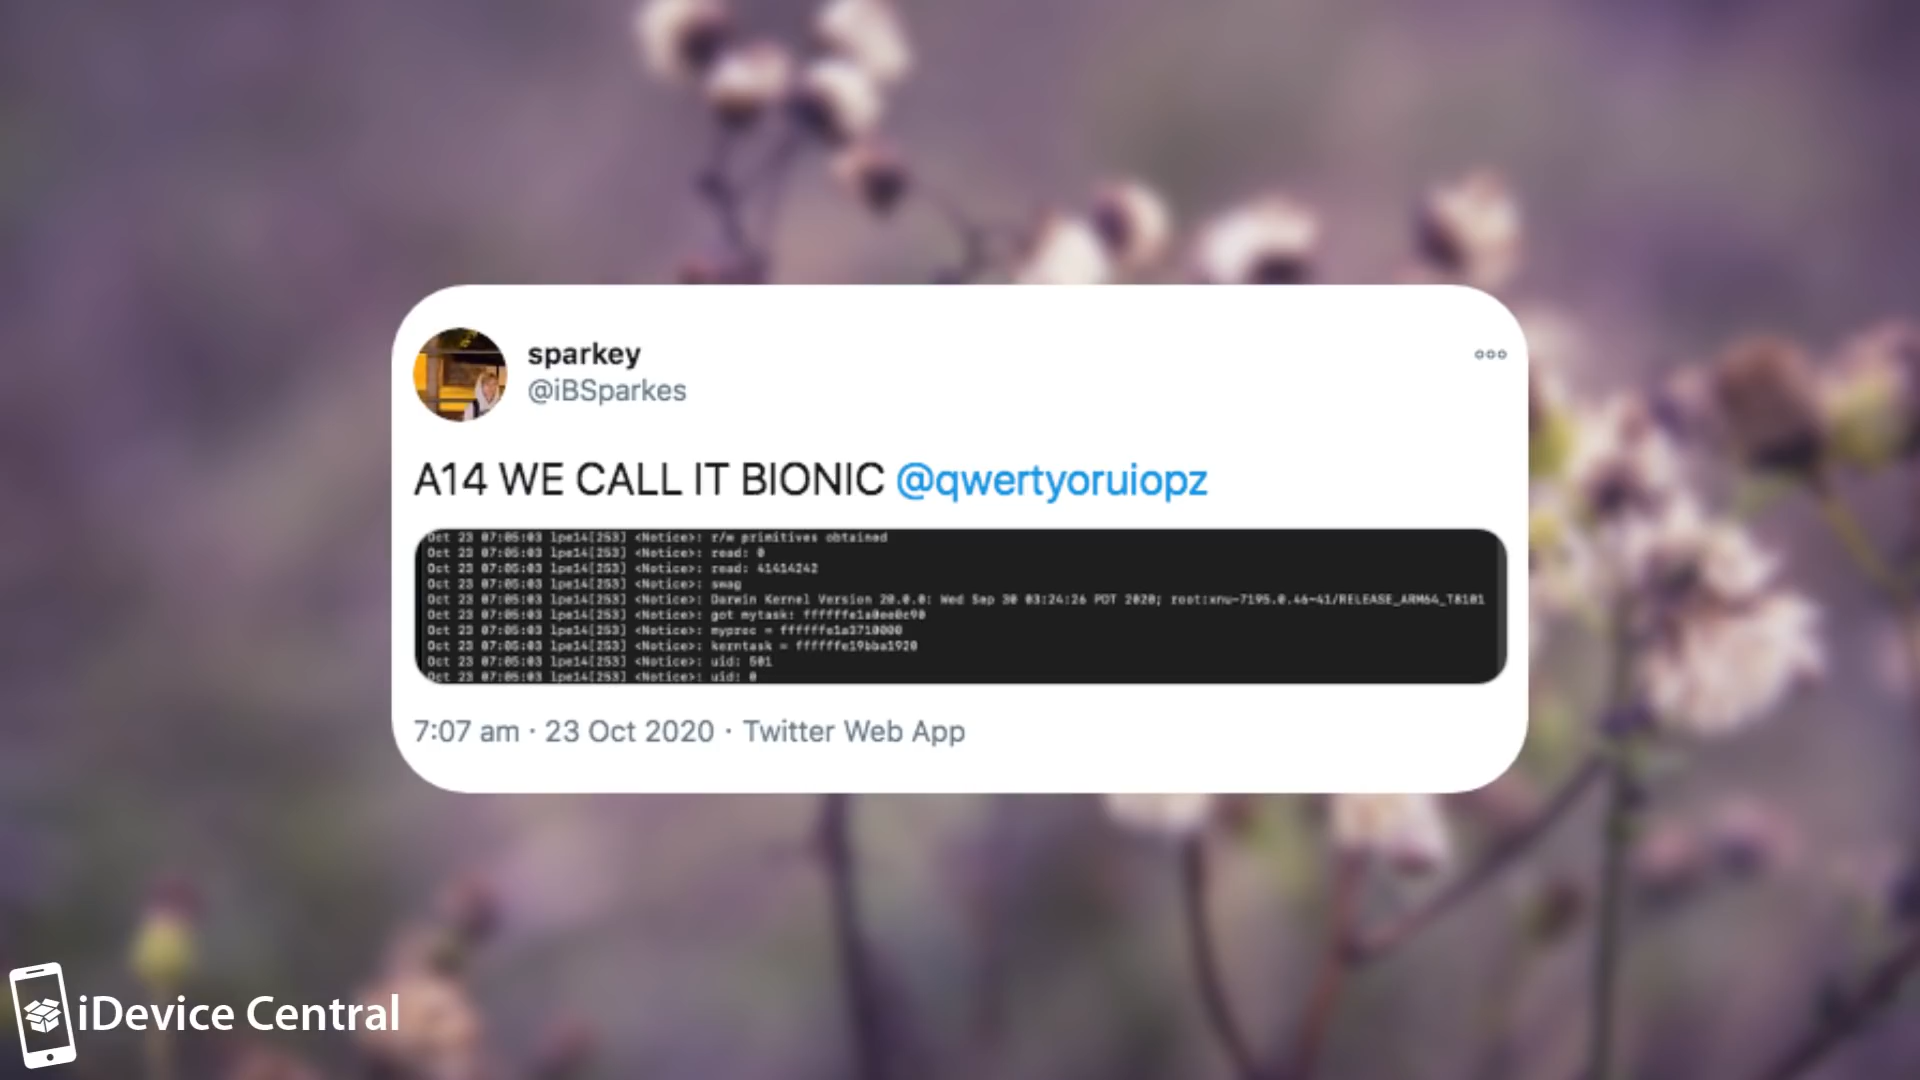 sparkey
@iBSparkes
A14 WE CALL IT BIONIC @qwertyoruiopz
Oct 23 07:05:03 lpe14[253] <Notice>: r/w primitives obtained
Oct 23 07:05:03 lpe14[253] <Notice>: read: 0
Oct 23 07:05:03 lpe14[253] <Notice>: read: 41414242
Oct 23 07:05:03 lpe14[253] <Notice>: swag
Oct 23 07:05:03 lpe14[253] <Notice>: Darwin Kernel Version 20.0.0: Wed Sep 30 03:24:26 PDT 2020; root:xnu-7195.0.46~41/RELEASE_ARM64_T8101
Oct 23 07:05:03 lpe14[253] <Notice>: got mytask:
Oct 23 07:05:03 lpe14[253] <Notice>: myproc =
Oct 23 07:05:03 lpe14[253] <Notice>: kerntask =
Oct 23 07:05:03 lpe14[253] <Notice>: uid: 501
Oct 23 07:05:03 lpe14[253] <Notice>: uid: 0
7:07 am · 23 Oct 2020 · Twitter Web App
iDevice Central